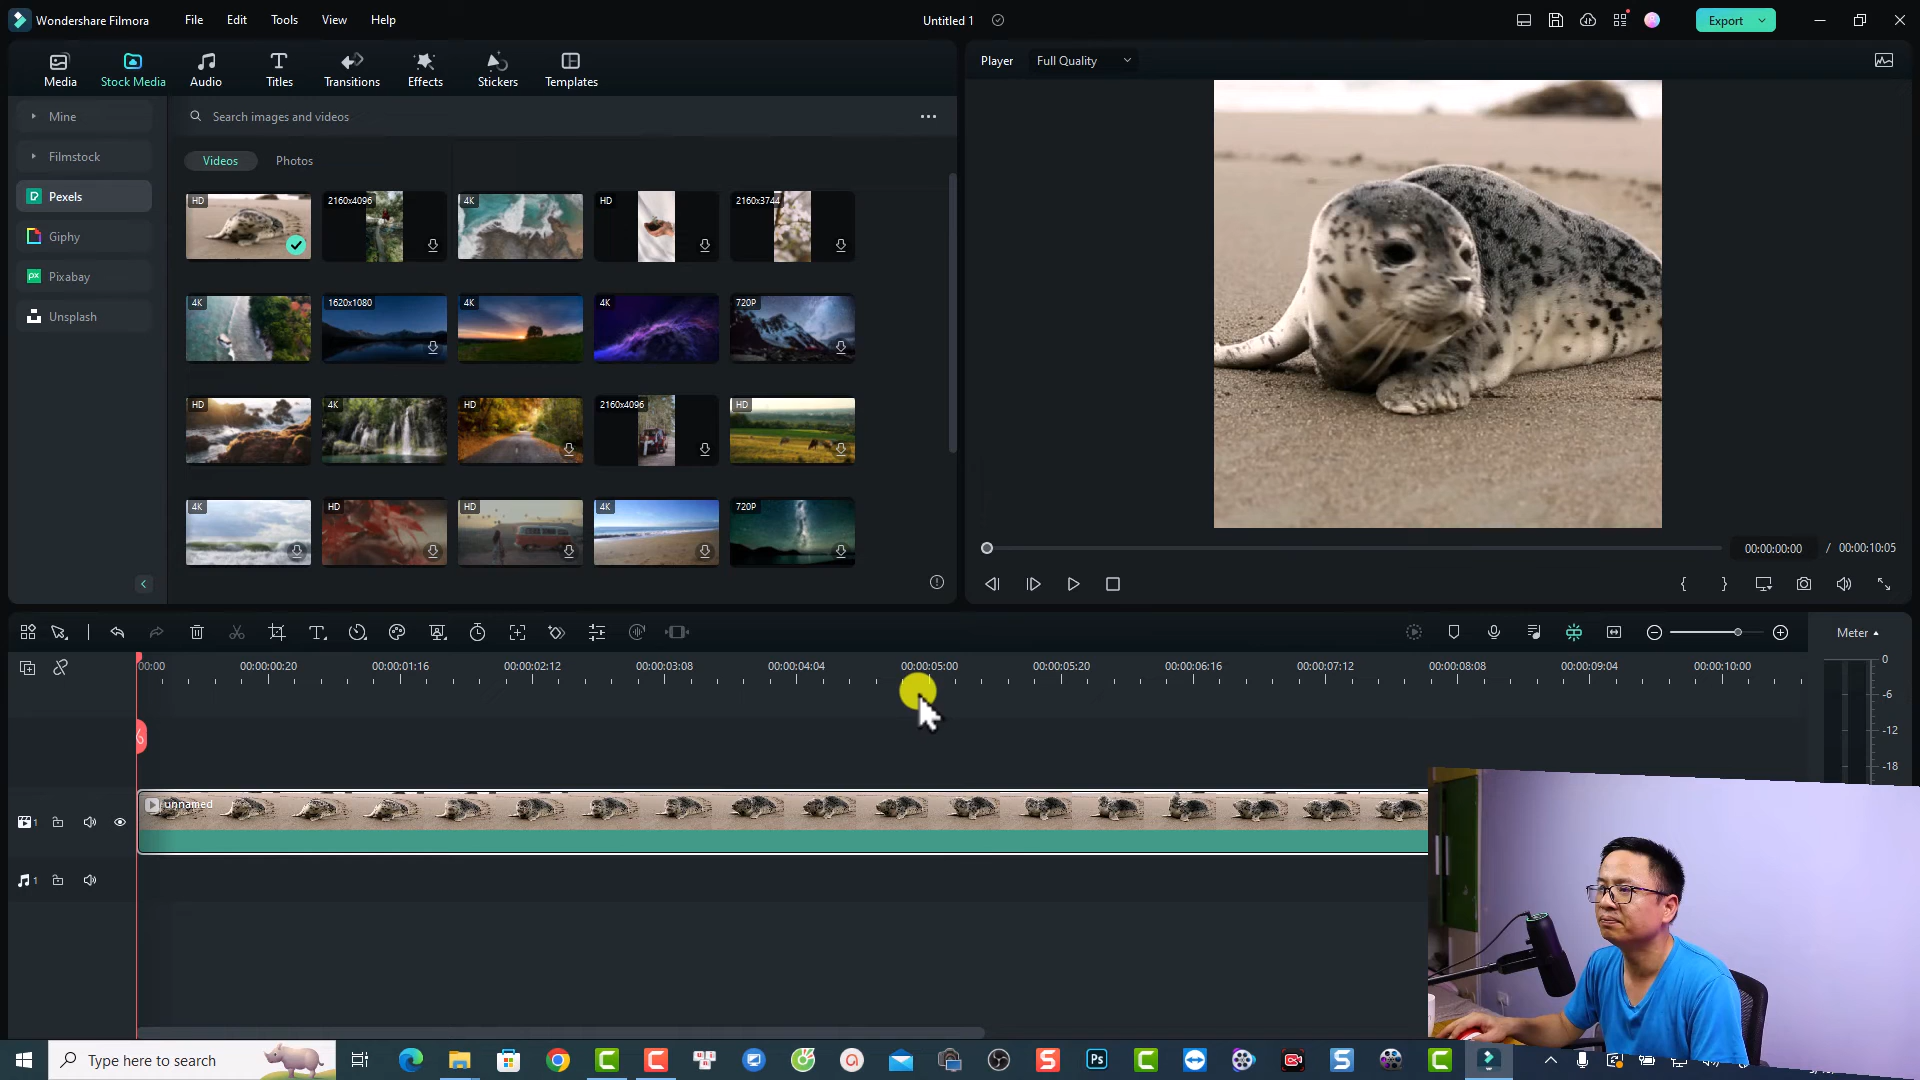 Wondershare Filmora
File
Edit
Tools
View
Help
Untitled 1
Export
Media
Stock Media
Audio
Titles
Transitions
Effects
Stickers
Templates
Player
Full Quality
Mine
Filmstock
Pexels
Giphy
Pixabay
Unsplash
Search images and videos
Videos
Photos
HD
2160x4096
4K
HD
2160x3744
4K
1620x1080
4K
4K
720P
HD
4K
HD
2160x4096
HD
4K
HD
HD
4K
720P
00:00:00:00
/
00:00:10:05
Meter
00:00
00:00:00:20
00:00:01:16
00:00:02:12
00:00:03:08
00:00:04:04
00:00:05:00
00:00:05:20
00:00:06:16
00:00:07:12
00:00:08:08
00:00:09:04
00:00:10:00
0
-6
-12
-18
unnamed
1
1
Type here to search